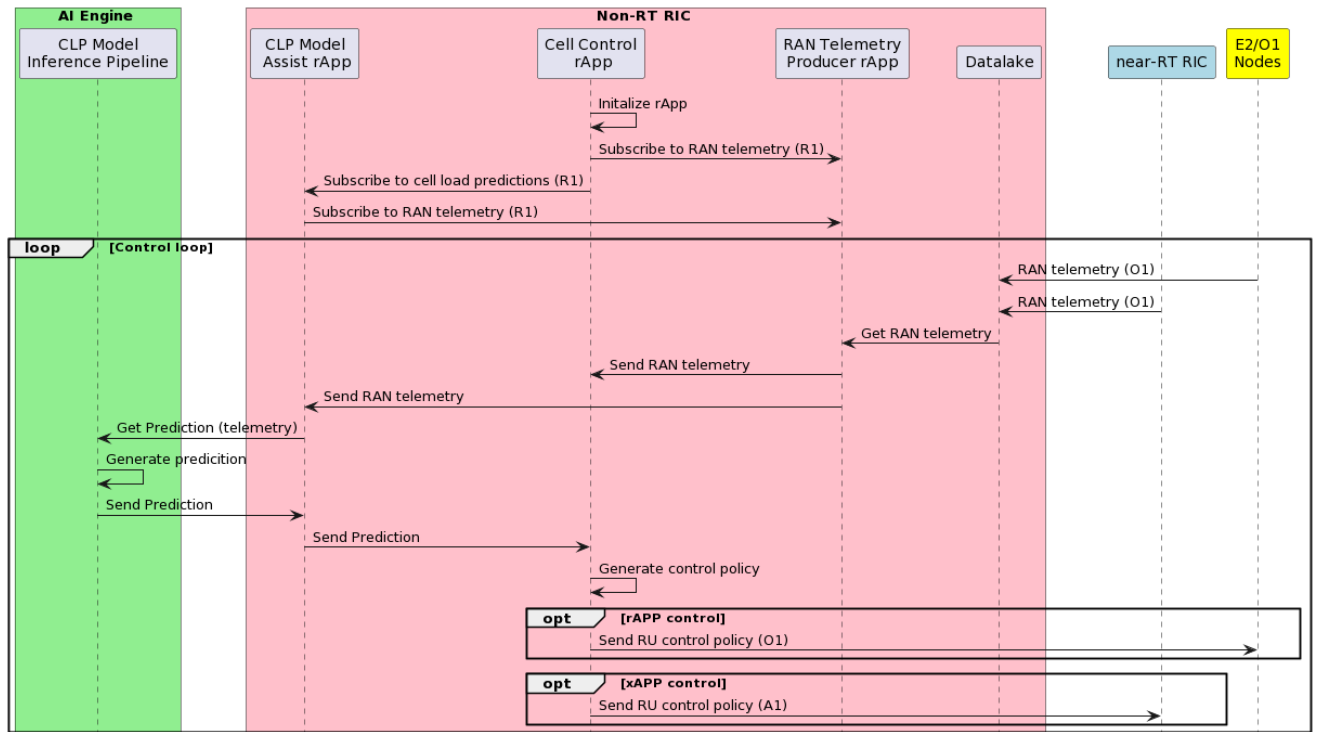 AI Engine
Non-RT RIC
CLP Model
Inference Pipeline
CLP Model
Assist rApp
Cell Control
rApp
RAN Telemetry
Producer rApp
Datalake
near-RT RIC
E2/O1
Nodes
Initalize rApp
Subscribe to RAN telemetry (R1)
Subscribe to cell load predictions (R1)
Subscribe to RAN telemetry (R1)
loop
[Control loop]
RAN telemetry (O1)
RAN telemetry (O1)
Get RAN telemetry
Send RAN telemetry
Send RAN telemetry
Get Prediction (telemetry)
Generate predicition
Send Prediction
Send Prediction
Generate control policy
opt
[rAPP control]
Send RU control policy (O1)
opt
[xAPP control]
Send RU control policy (A1)